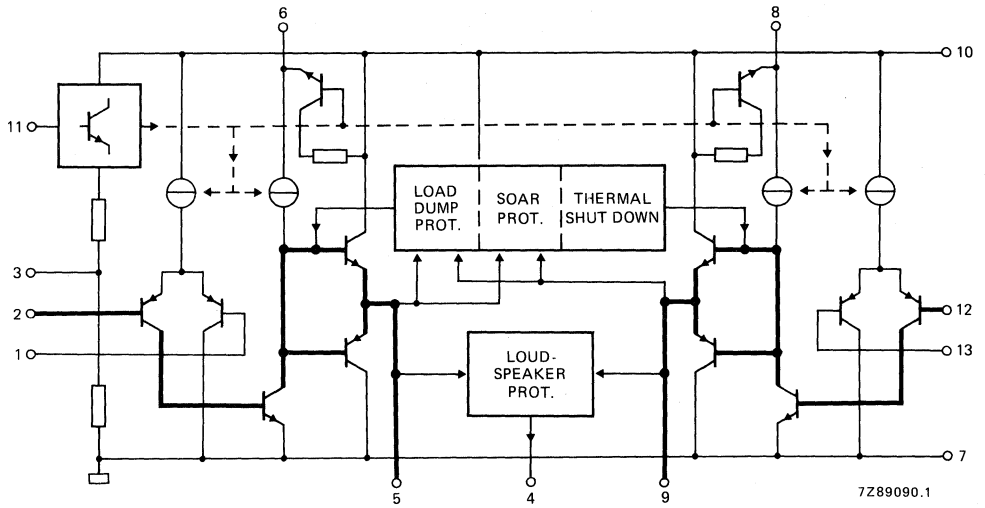 6
8
10
11
LOAD
DUMP
PROT.
SOAR
PROT.
THERMAL
SHUT DOWN
3
2
12
1
13
LOUD-
SPEAKER
PROT.
7
5
4
9
7Z89090.1